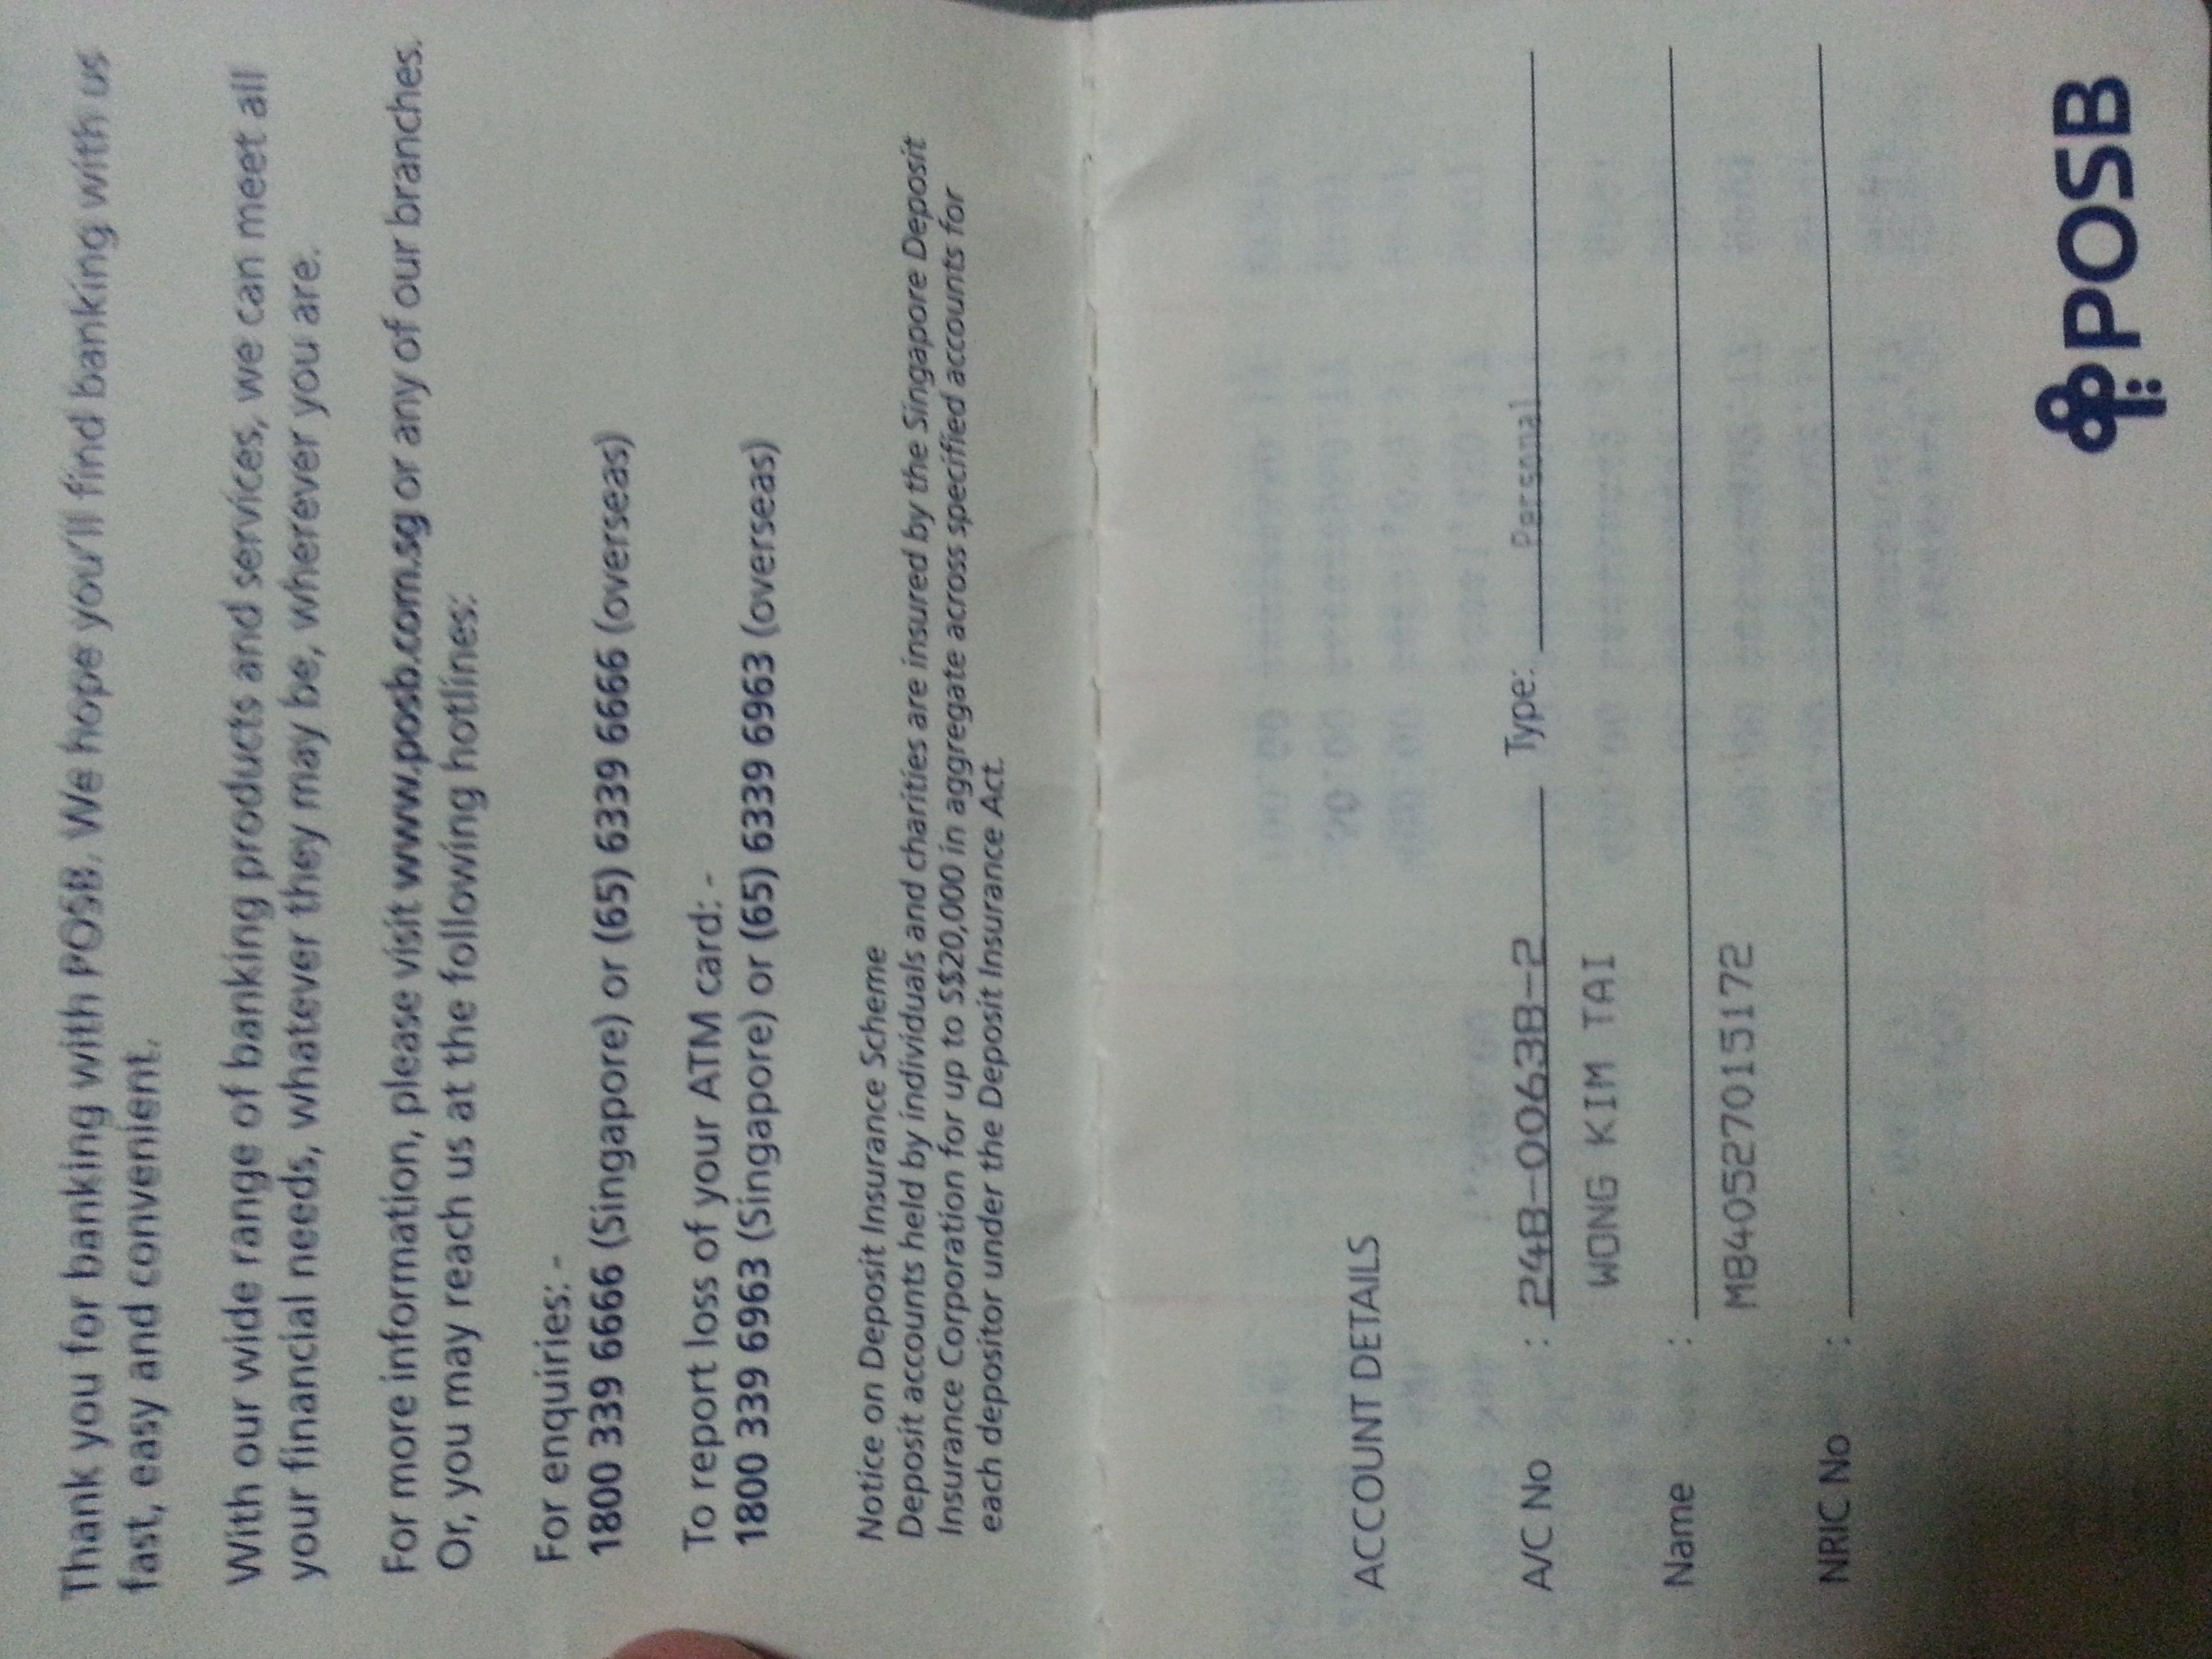 Thank you for banking with POSB. We hope you'll find banking with us
fast, easy and convenient.
With our wide range of banking products and services, we can meet all
your financial needs, whatever they may be, wherever you are.
For more information, please visit www.posb.com.sg or any of our branches.
Or, you may reach us at the following hotlines:
For enquiries: -
1800 339 6666 (Singapore) or (65) 6339 6666 (overseas)
To report loss of your ATM card: -
1800 339 6963 (Singapore) or (65) 6339 6963 (overseas)
Notice on Deposit Insurance Scheme
Deposit accounts held by individuals and charities are insured by the Singapore Deposit
Insurance Corporation for up to S$20,000 in aggregate across specified accounts for
each depositor under the Deposit Insurance Act.
ACCOUNT DETAILS
A/C No : 248-00638-2 Type: Personal
WONG KIM TAI
Name :
M840527015172
NRIC No :
POSB